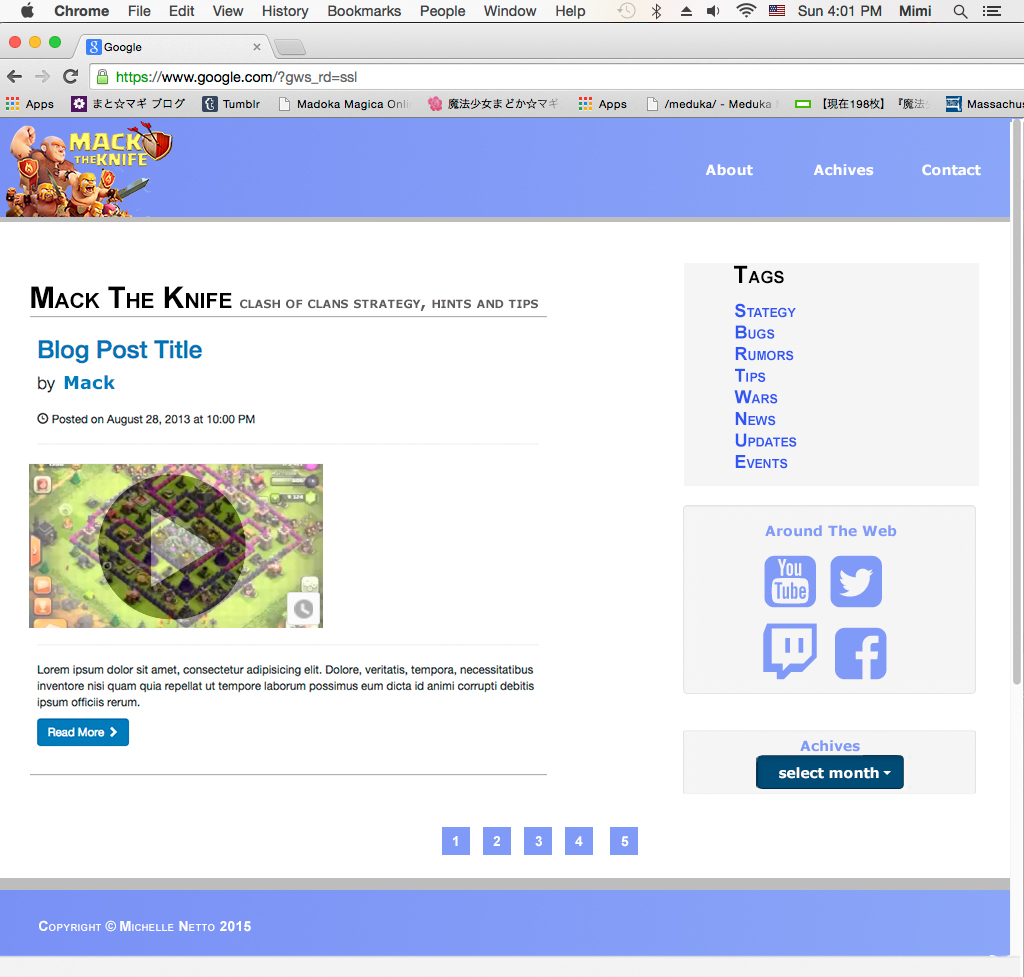 Chrome File Edit View History Bookmarks People Window Help Sun 4:01 PM Mimi
Google
https://www.google.com/?gws_rd=ssl
Apps まと☆マギ ブログ Tumblr Madoka Magica Onli 魔法少女まどか☆マギ Apps /meduka/ - Meduka 【現在198枚】『魔法 Massachus
MACK
THE KNIFE
About Achives Contact
Mack The Knife clash of clans strategy, hints and tips
Blog Post Title
by Mack
Posted on August 28, 2013 at 10:00 PM
Lorem ipsum dolor sit amet, consectetur adipisicing elit. Dolore, veritatis, tempora, necessitatibus
inventore nisi quam quia repellat ut tempore laborum possimus eum dicta id animi corrupti debitis
ipsum officiis rerum.
Read More
Tags
Stategy
Bugs
Rumors
Tips
Wars
News
Updates
Events
Around The Web
You
Tube
Achives
select month
1 2 3 4 5
Copyright © Michelle Netto 2015